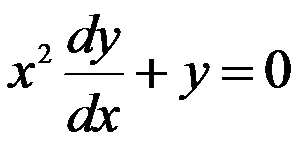 x² dy/dx + y = 0